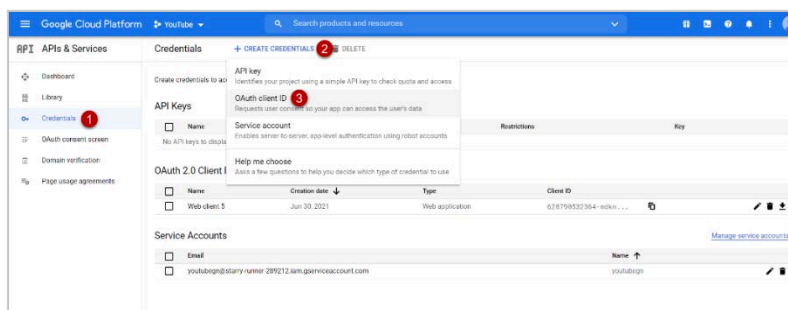 Google Cloud Platform YouTube Search products and resources
API APIs & Services Credentials + CREATE CREDENTIALS 2 DELETE
Dashboard
Library
Credentials 1
OAuth consent screen
Domain verification
Page usage agreements
Create credentials to ac
API key
Identifies your project using a simple API key to check quota and access
OAuth client ID 3
Requests user consent so your app can access the user's data
Service account
Enables server-to-server, app-level authentication using robot accounts
Help me choose
Asks a few questions to help you decide which type of credential to use
API Keys
Name Restrictions Key
No API keys to displa
OAuth 2.0 Client I
Name Creation date Type Client ID
Web client 5 Jun 30, 2021 Web application 628798532364-mdkn...
Service Accounts Manage service accounts
Email Name
youtubegn@starry-runner-289212.iam.gserviceaccount.com youtubegn